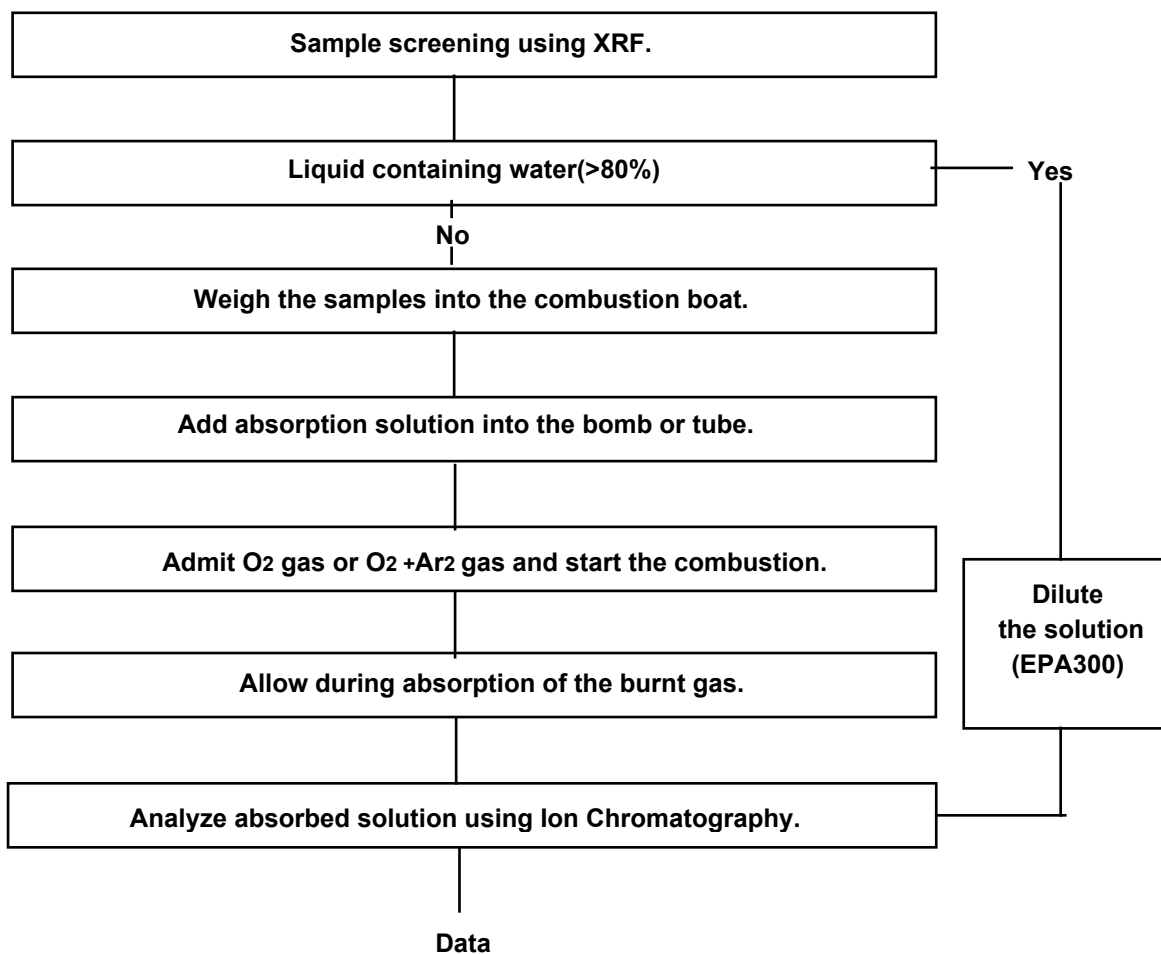 Sample screening using XRF.
Liquid containing water(>80%)
Yes
No
Weigh the samples into the combustion boat.
Add absorption solution into the bomb or tube.
Admit O2 gas or O2 +Ar2 gas and start the combustion.
Dilute
the solution
(EPA300)
Allow during absorption of the burnt gas.
Analyze absorbed solution using Ion Chromatography.
Data